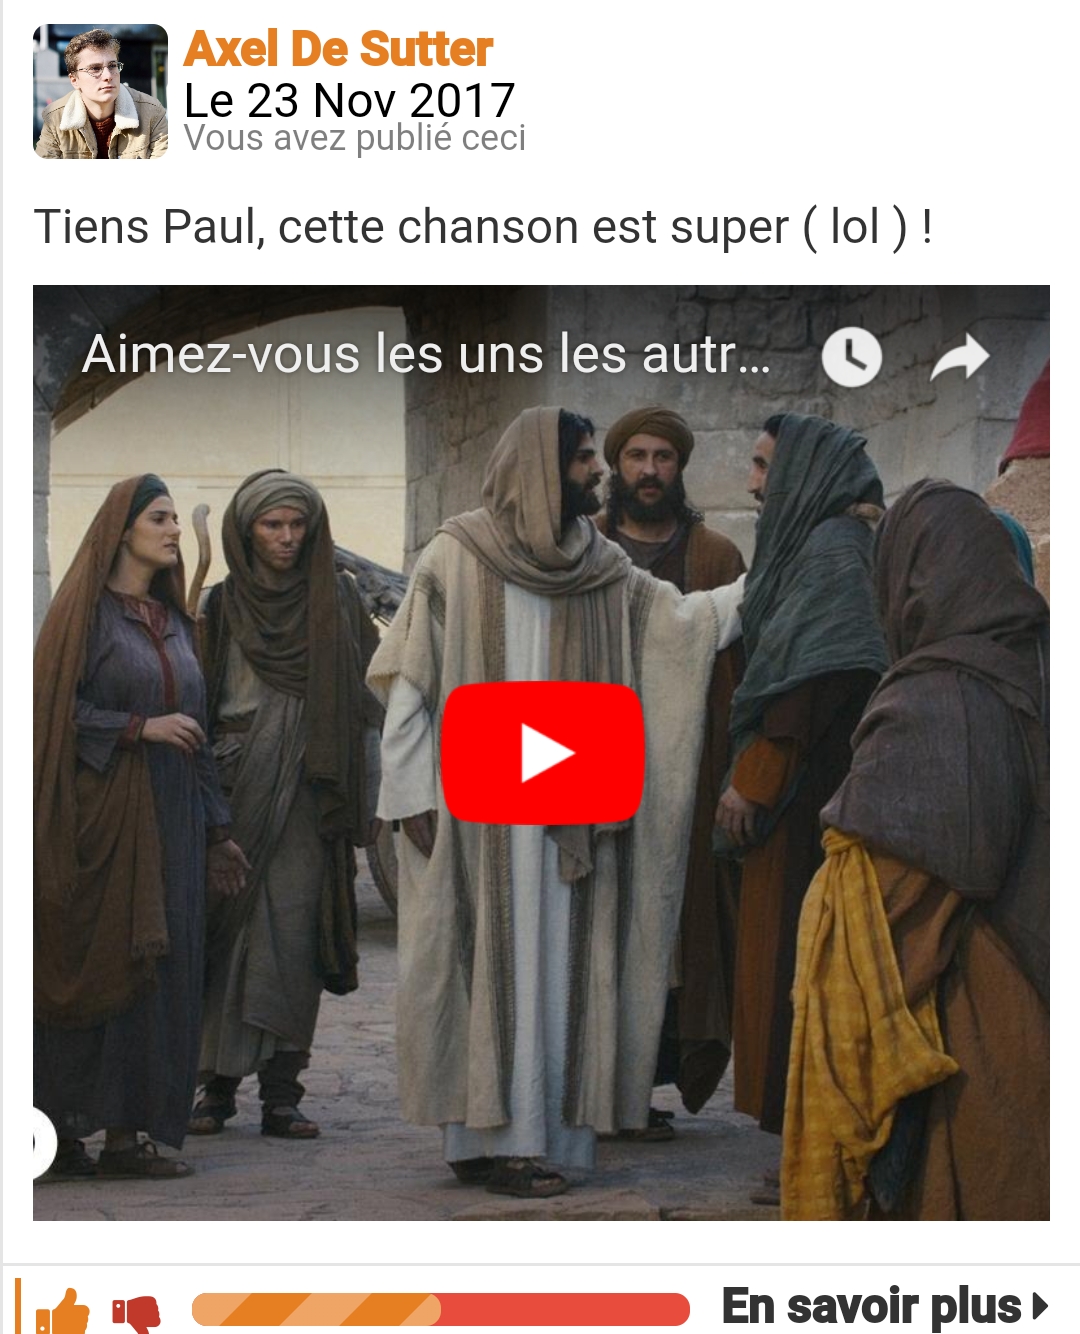 Axel De Sutter
Le 23 Nov 2017
Vous avez publié ceci
Tiens Paul, cette chanson est super ( lol ) !
Aimez-vous les uns les autr...
En savoir plus